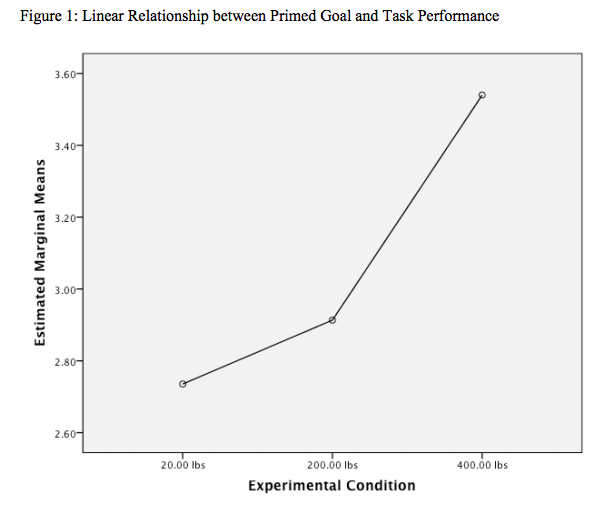 Figure 1: Linear Relationship between Primed Goal and Task Performance
3.60
3.40
3.20
3.00
2.80
2.60
Estimated Marginal Means
20.00 lbs
200.00 lbs
400.00 lbs
Experimental Condition